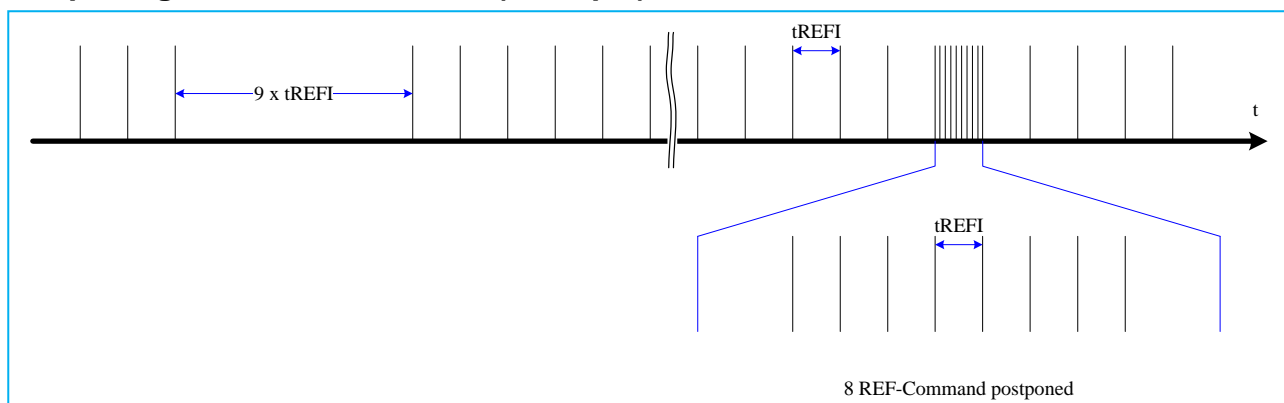 tREFI
9 x tREFI
t
tREFI
8 REF-Command postponed